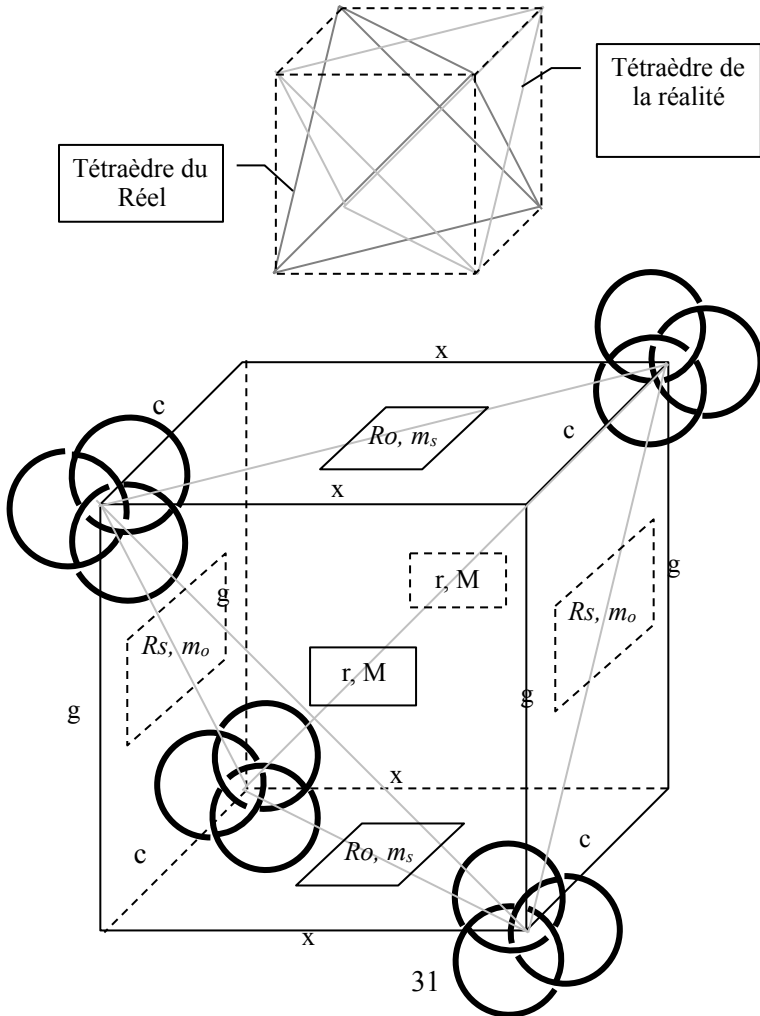 Tétraèdre de
la réalité
Tétraèdre du
Réel
x
c
Ro, mₛ
c
x
r, M
g
g
Rs, mₒ
Rs, mₒ
r, M
g
g
x
c
Ro, mₛ
c
x
31